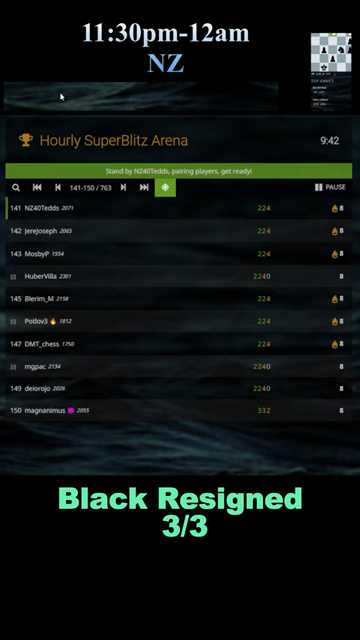 11:30pm-12am
NZ
TOP GAMES
Hourly SuperBlitz Arena 9:42
Stand by NZ40Tedds, pairing players, get ready!
141-150 / 763 PAUSE
141 NZ40Tedds 2071 224 8
142 JereJoseph 2065 224 8
143 MosbyP 1554 224 8
HuberVilla 2301 2240 8
145 Blerim_M 2158 224 8
Potlov3 1812 224 8
147 DMT_chess 1750 224 8
mgpac 2134 2240 8
149 deiorojo 2026 2240 8
150 magnanimus 2055 332 8
Black Resigned
3/3